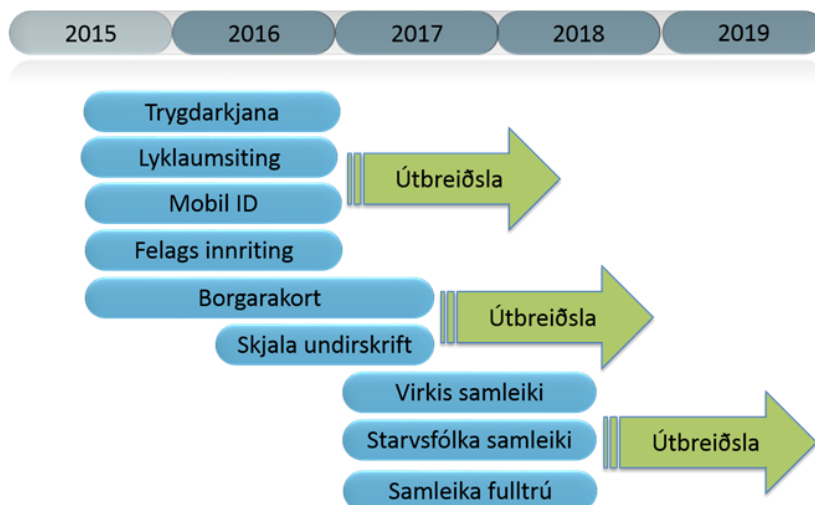 2015 2016 2017 2018 2019
Trygdarkjana
Lyklaumsiting
Útbreiðsla
Mobil ID
Felags innriting
Borgarakort
Útbreiðsla
Skjala undirskrift
Virkis samleiki
Starvsfólka samleiki
Útbreiðsla
Samleika fulltrú